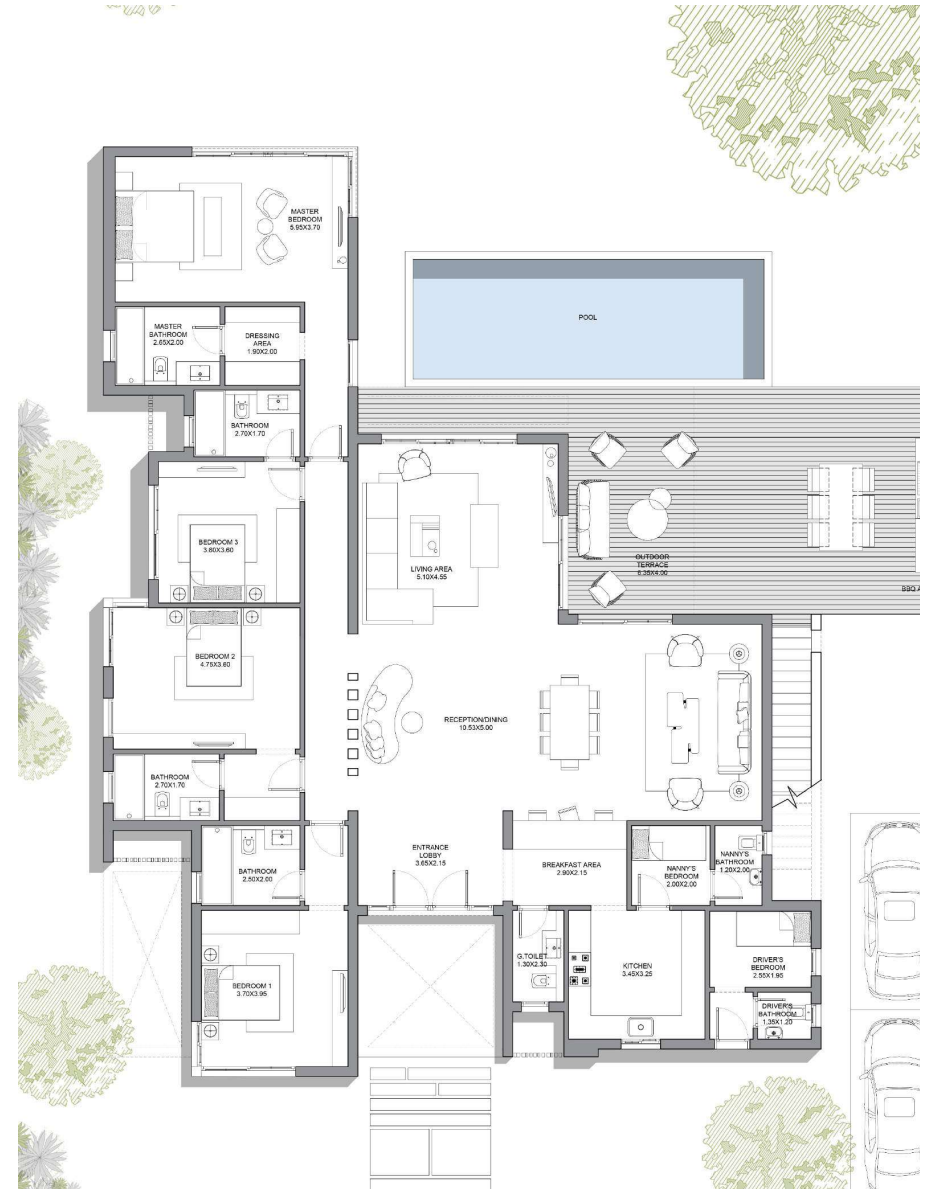 MASTER
BEDROOM
5.95X3.70
POOL
MASTER
BATHROOM
2.65X2.00
DRESSING
AREA
1.90X2.00
BATHROOM
2.70X1.70
BEDROOM 3
3.60X3.60
LIVING AREA
5.10X4.55
OUTDOOR
TERRACE
6.35X4.00
BBQ A
BEDROOM 2
4.75X3.60
RECEPTION/DINING
10.53X5.00
BATHROOM
2.70X1.70
ENTRANCE
LOBBY
3.65X2.15
BREAKFAST AREA
2.90X2.15
NANNY'S
BEDROOM
2.00X2.00
NANNY'S
BATHROOM
1.20X2.00
BATHROOM
2.50X2.00
G.TOILET
1.30X2.30
KITCHEN
3.45X3.25
DRIVER'S
BEDROOM
2.55X1.95
BEDROOM 1
3.70X3.95
DRIVER'S
BATHROOM
1.35X1.20